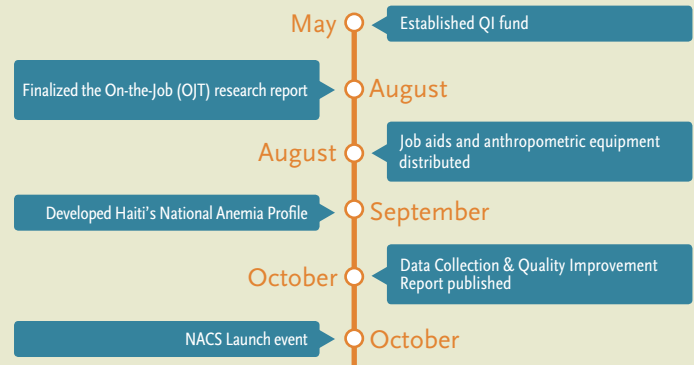 May
Established QI fund
Finalized the On-the-Job (OJT) research report
August
August
Job aids and anthropometric equipment
distributed
Developed Haiti's National Anemia Profile
September
October
Data Collection & Quality Improvement
Report published
NACS Launch event
October